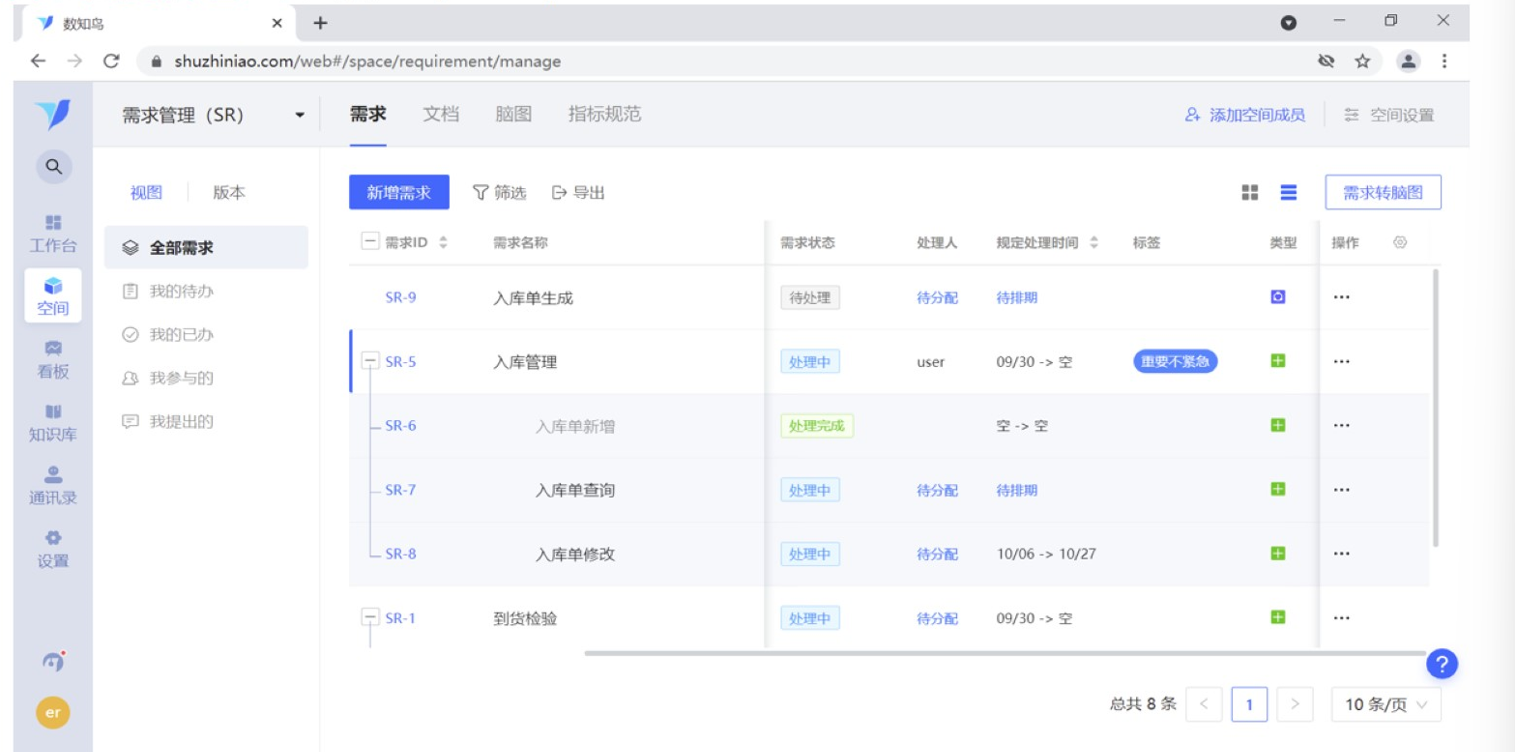 数知鸟
shuzhiniao.com/web#/space/requirement/manage
需求管理（SR） 需求 文档 脑图 指标规范 添加空间成员 空间设置
视图 版本 新增需求 筛选 导出 需求转脑图
工作台
空间
看板
知识库
通讯录
设置
er
全部需求
我的待办
我的已办
我参与的
我提出的
需求ID 需求名称 需求状态 处理人 规定处理时间 标签 类型 操作
SR-9 入库单生成 待处理 待分配 待排期 ...
SR-5 入库管理 处理中 user 09/30 -> 空 重要不紧急 ...
SR-6 入库单新增 处理完成 空 -> 空 ...
SR-7 入库单查询 处理中 待分配 待排期 ...
SR-8 入库单修改 处理中 待分配 10/06 -> 10/27 ...
SR-1 到货检验 处理中 待分配 09/30 -> 空 ...
?
总共 8 条 < 1 > 10 条/页